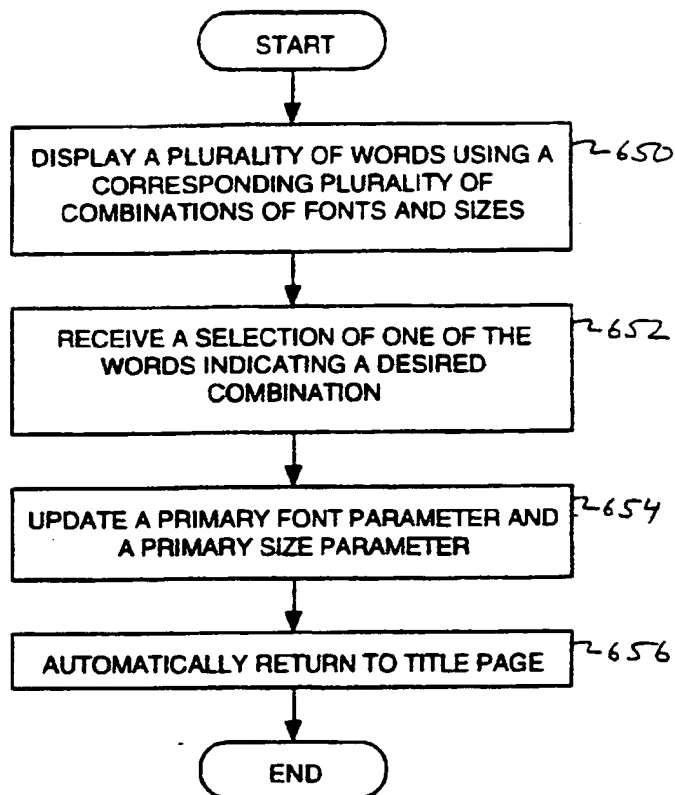 START
DISPLAY A PLURALITY OF WORDS USING A
CORRESPONDING PLURALITY OF
COMBINATIONS OF FONTS AND SIZES
650
RECEIVE A SELECTION OF ONE OF THE
WORDS INDICATING A DESIRED
COMBINATION
652
UPDATE A PRIMARY FONT PARAMETER AND
A PRIMARY SIZE PARAMETER
654
AUTOMATICALLY RETURN TO TITLE PAGE
656
END